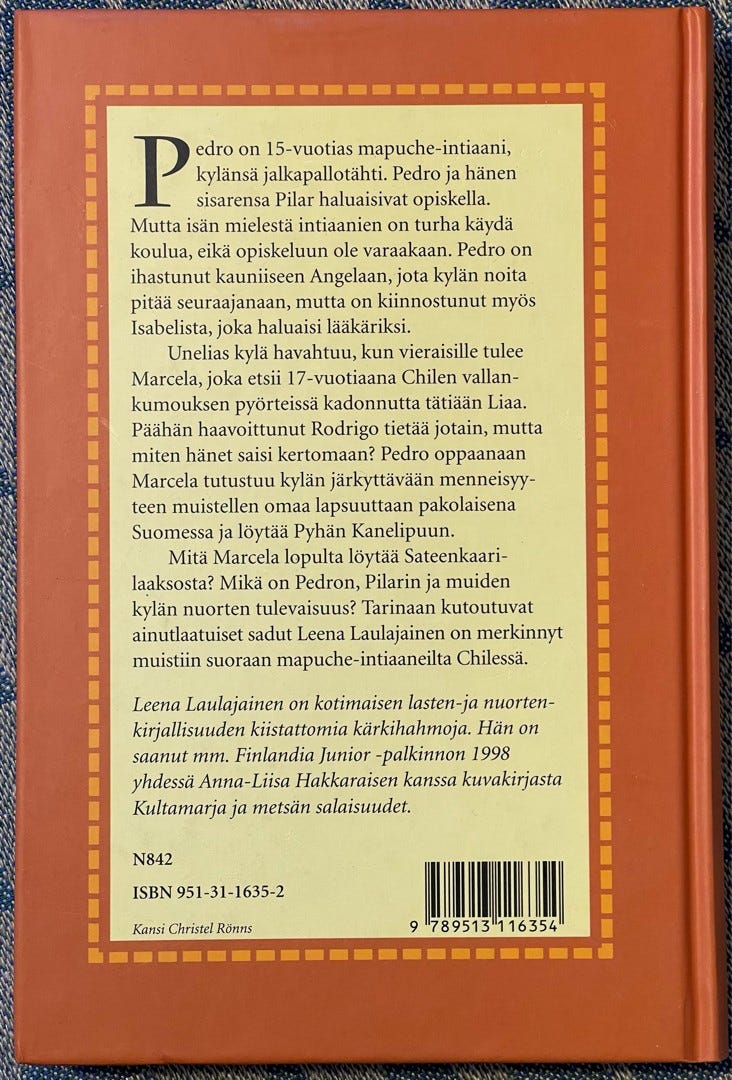 Pedro on 15-vuotias mapuche-intiaani,
kylänsä jalkapallotähti. Pedro ja hänen
sisarensa Pilar haluaisivat opiskella.
Mutta isän mielestä intiaanien on turha käydä
koulua, eikä opiskeluun ole varaakaan. Pedro on
ihastunut kauniiseen Angelaan, jota kylän noita
pitää seuraajanaan, mutta on kiinnostunut myös
Isabelista, joka haluaisi lääkäriksi.
Unelias kylä havahtuu, kun vieraisille tulee
Marcela, joka etsii 17-vuotiaana Chilen vallan-
kumouksen pyörteissä kadonnutta tätiään Liaa.
Päähän haavoittunut Rodrigo tietää jotain, mutta
miten hänet saisi kertomaan? Pedro oppaanaan
Marcela tutustuu kylän järkyttävään menneisyy-
teen muistellen omaa lapsuuttaan pakolaisena
Suomessa ja löytää Pyhän Kanelipuun.
Mitä Marcela lopulta löytää Sateenkaari-
laaksosta? Mikä on Pedron, Pilarin ja muiden
kylän nuorten tulevaisuus? Tarinaan kutoutuvat
ainutlaatuiset sadut Leena Laulajainen on merkinnyt
muistiin suoraan mapuche-intiaaneilta Chilessä.
Leena Laulajainen on kotimaisen lasten-ja nuorten-
kirjallisuuden kiistattomia kärkihahmoja. Hän on
saanut mm. Finlandia Junior -palkinnon 1998
yhdessä Anna-Liisa Hakkaraisen kanssa kuvakirjasta
Kultamarja ja metsän salaisuudet.
N842
ISBN 951-31-1635-2
Kansi Christel Rönns
9 789513 116354